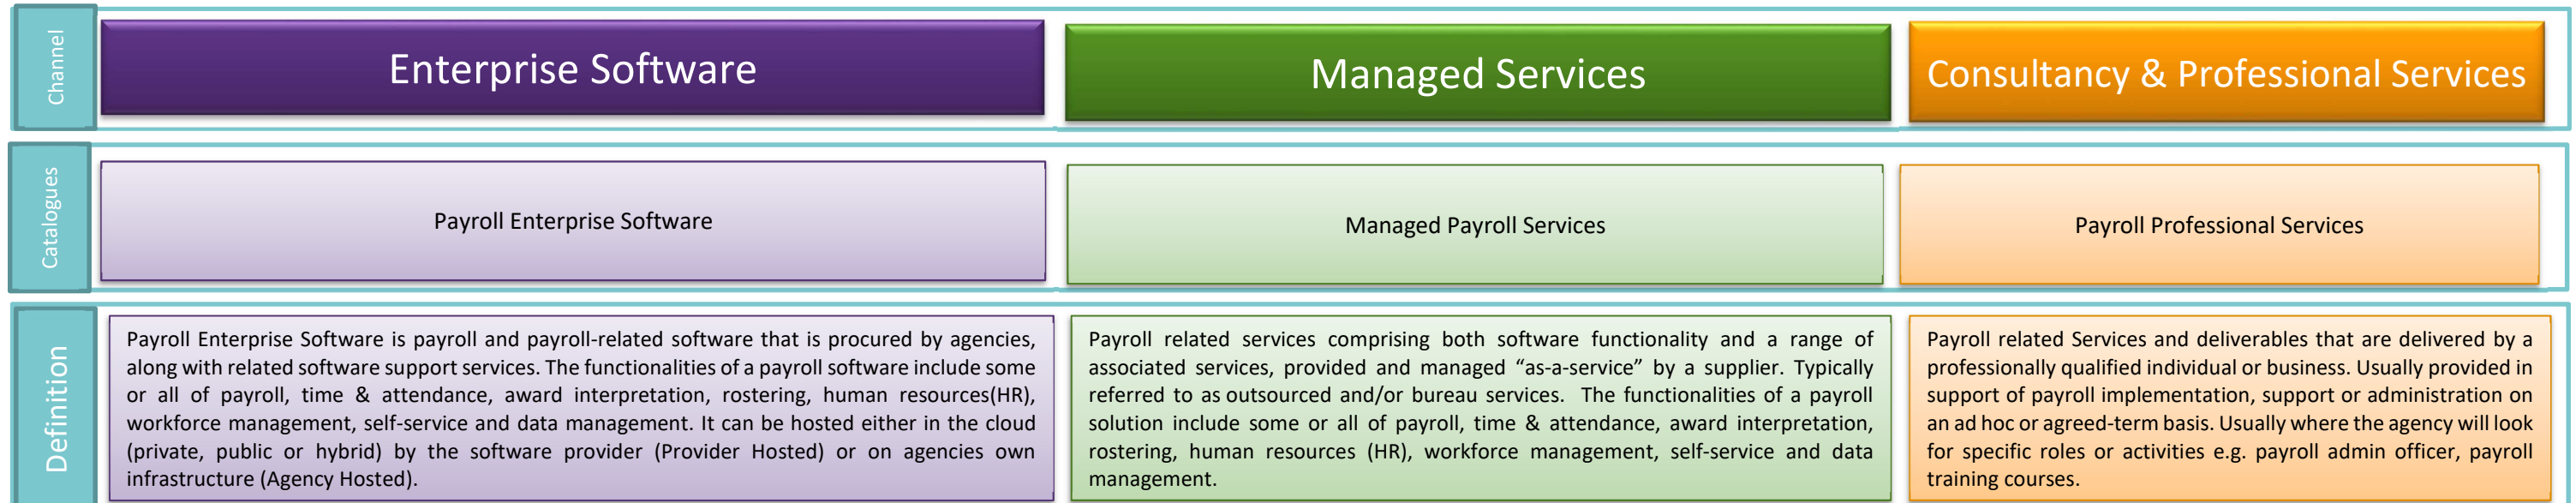 Channel
Enterprise Software
Managed Services
Consultancy & Professional Services
Catalogues
Payroll Enterprise Software
Managed Payroll Services
Payroll Professional Services
Definition
Payroll Enterprise Software is payroll and payroll-related software that is procured by agencies,
along with related software support services. The functionalities of a payroll software include some
or all of payroll, time & attendance, award interpretation, rostering, human resources(HR),
workforce management, self-service and data management. It can be hosted either in the cloud
(private, public or hybrid) by the software provider (Provider Hosted) or on agencies own
infrastructure (Agency Hosted).
Payroll related services comprising both software functionality and a range of
associated services, provided and managed “as-a-service” by a supplier. Typically
referred to as outsourced and/or bureau services. The functionalities of a payroll
solution include some or all of payroll, time & attendance, award interpretation,
rostering, human resources (HR), workforce management, self-service and data
management.
Payroll related Services and deliverables that are delivered by a
professionally qualified individual or business. Usually provided in
support of payroll implementation, support or administration on
an ad hoc or agreed-term basis. Usually where the agency will look
for specific roles or activities e.g. payroll admin officer, payroll
training courses.